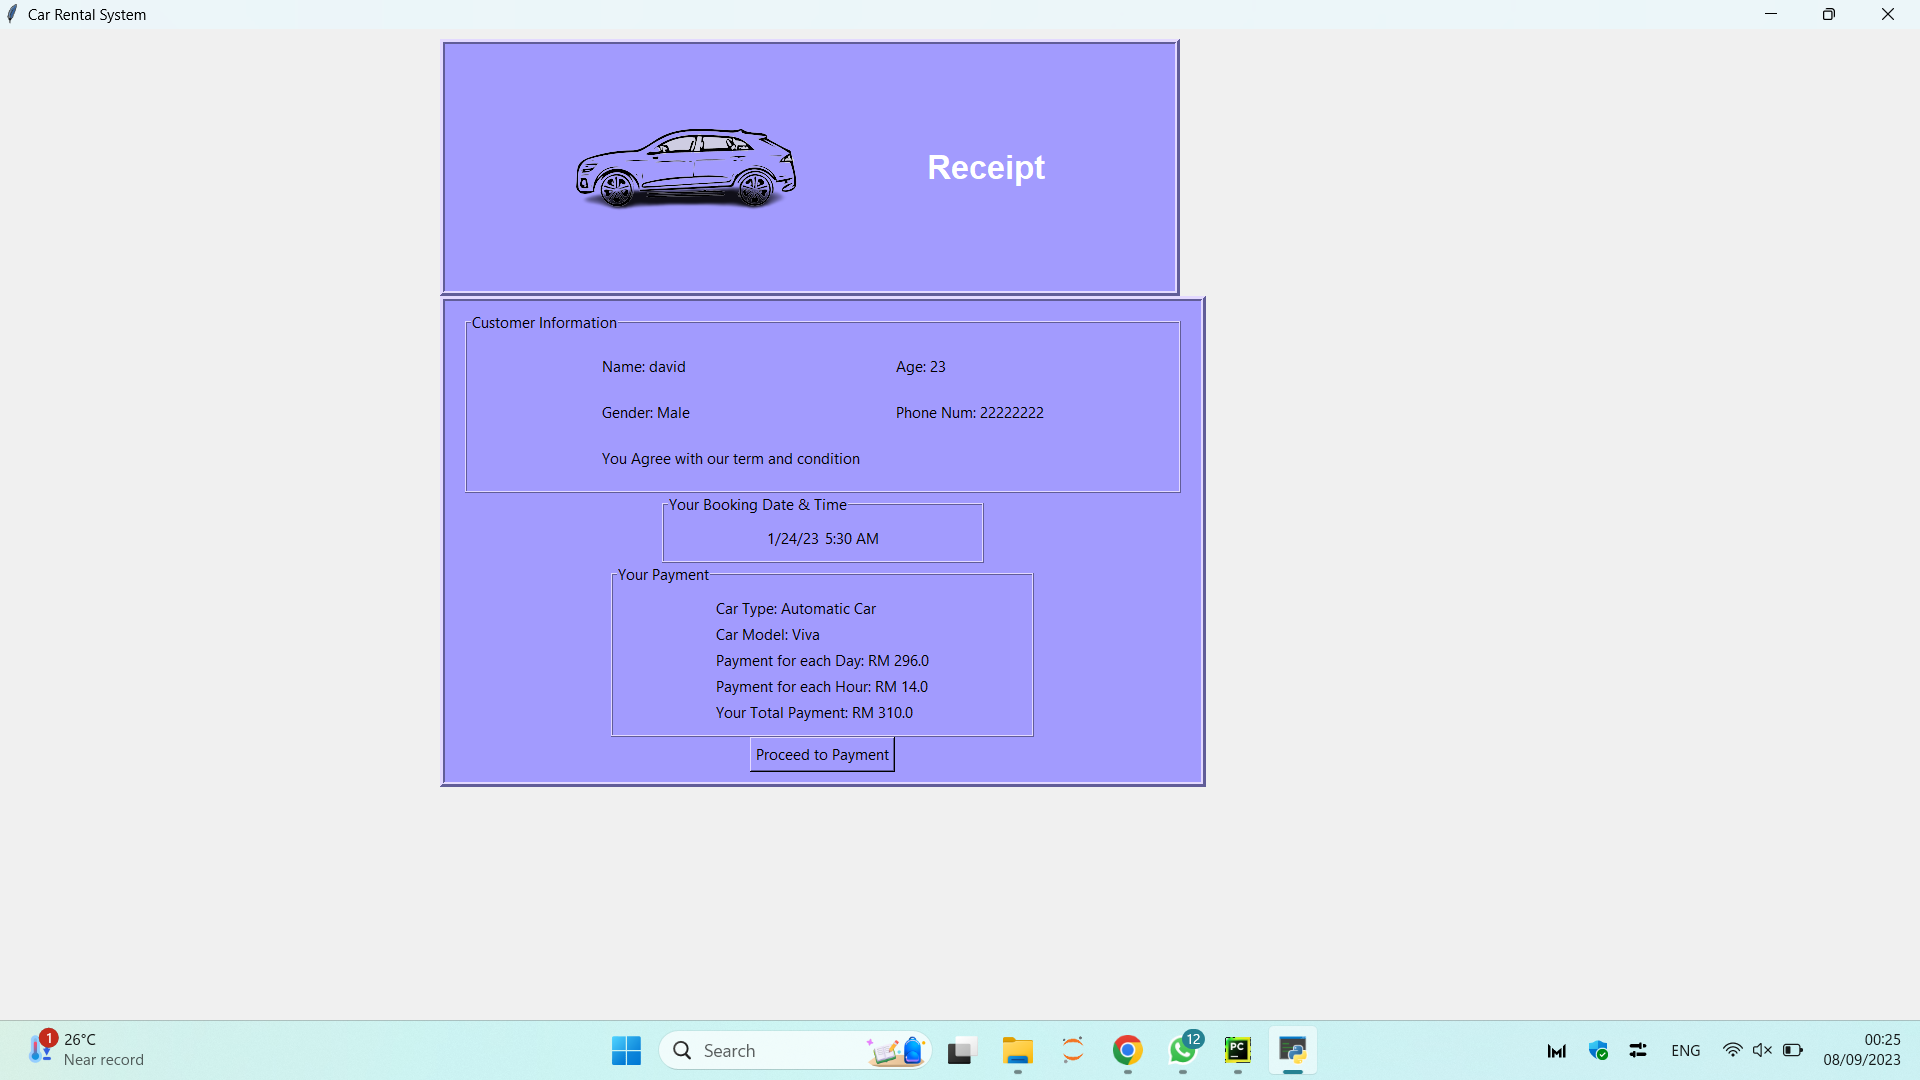 Car Rental System
Receipt
Customer Information
Name: david Age: 23
Gender: Male Phone Num: 22222222
You Agree with our term and condition
Your Booking Date & Time
1/24/23 5:30 AM
Your Payment
Car Type: Automatic Car
Car Model: Viva
Payment for each Day: RM 296.0
Payment for each Hour: RM 14.0
Your Total Payment: RM 310.0
Proceed to Payment
1
26°C
Near record
Search
12
PC
ENG
00:25
08/09/2023